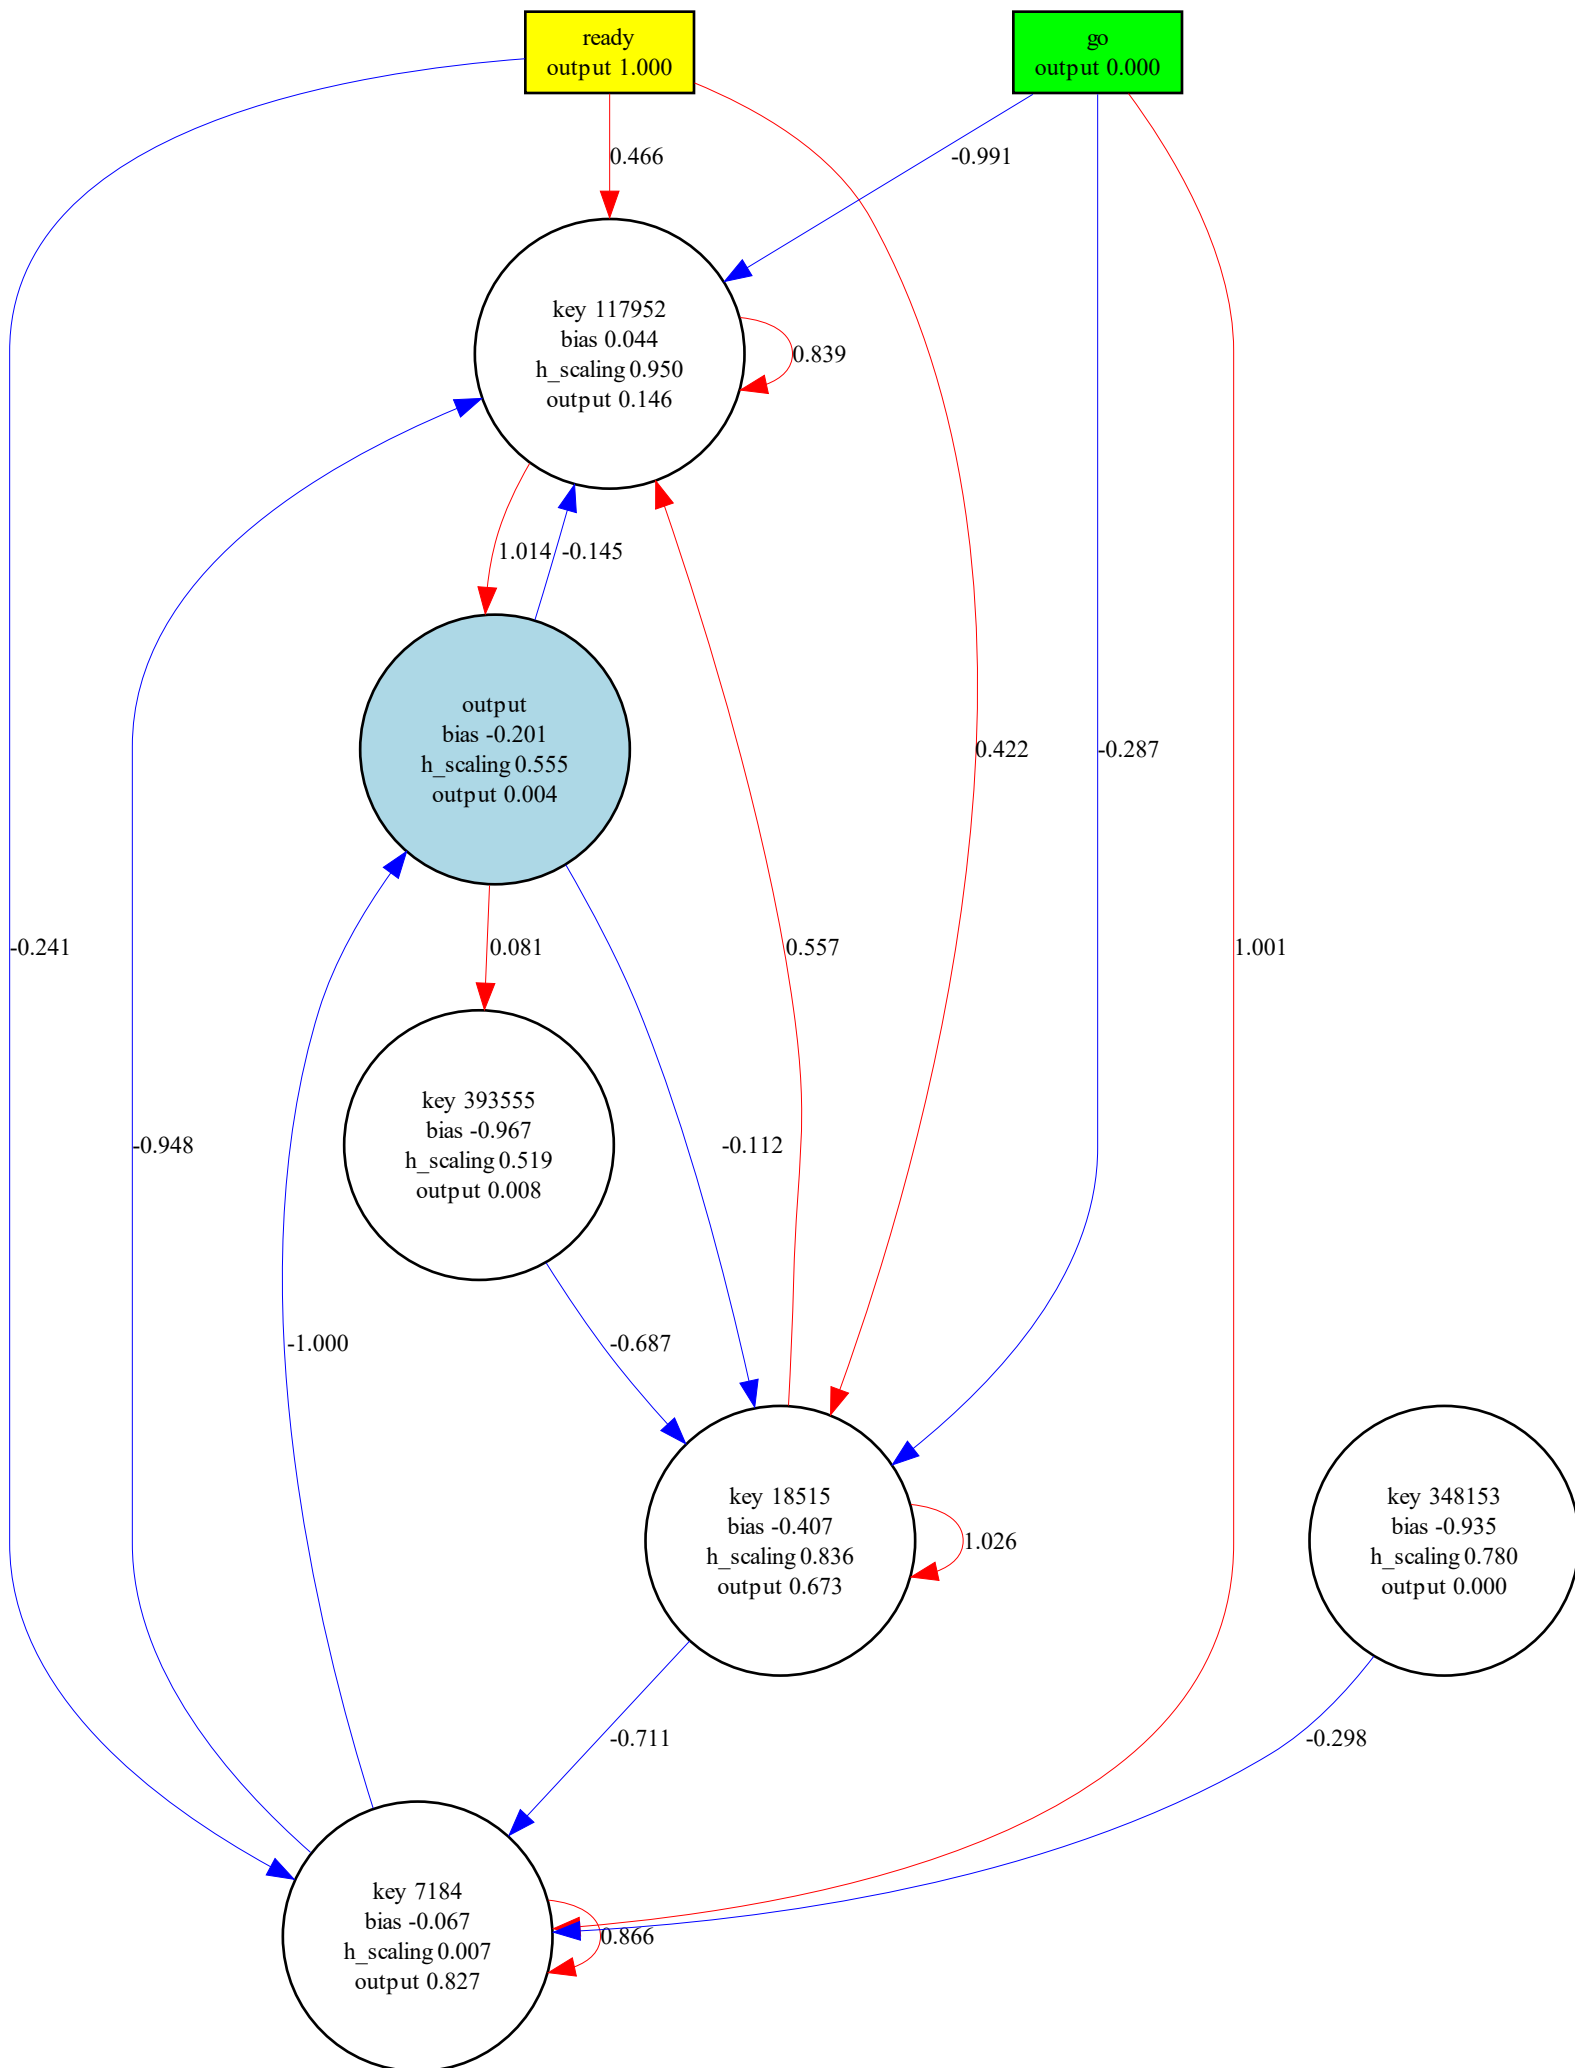 ready
output 1.000
go
output 0.000
0.466
-0.991
key 117952
bias 0.044
h_scaling 0.950
output 0.146
0.839
1.014
-0.145
output
bias -0.201
h_scaling 0.555
output 0.004
0.422
-0.287
-0.241
0.081
0.557
1.001
key 393555
bias -0.967
h_scaling 0.519
output 0.008
-0.948
-0.112
-1.000
-0.687
key 18515
bias -0.407
h_scaling 0.836
output 0.673
1.026
key 348153
bias -0.935
h_scaling 0.780
output 0.000
-0.711
-0.298
key 7184
bias -0.067
h_scaling 0.007
output 0.827
0.866